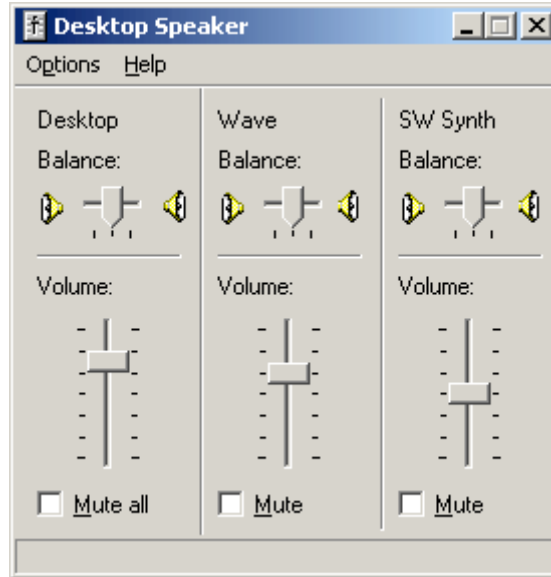 Desktop Speaker
Options Help
Desktop Wave SW Synth
Balance: Balance: Balance:
Volume: Volume: Volume:
Mute all Mute Mute